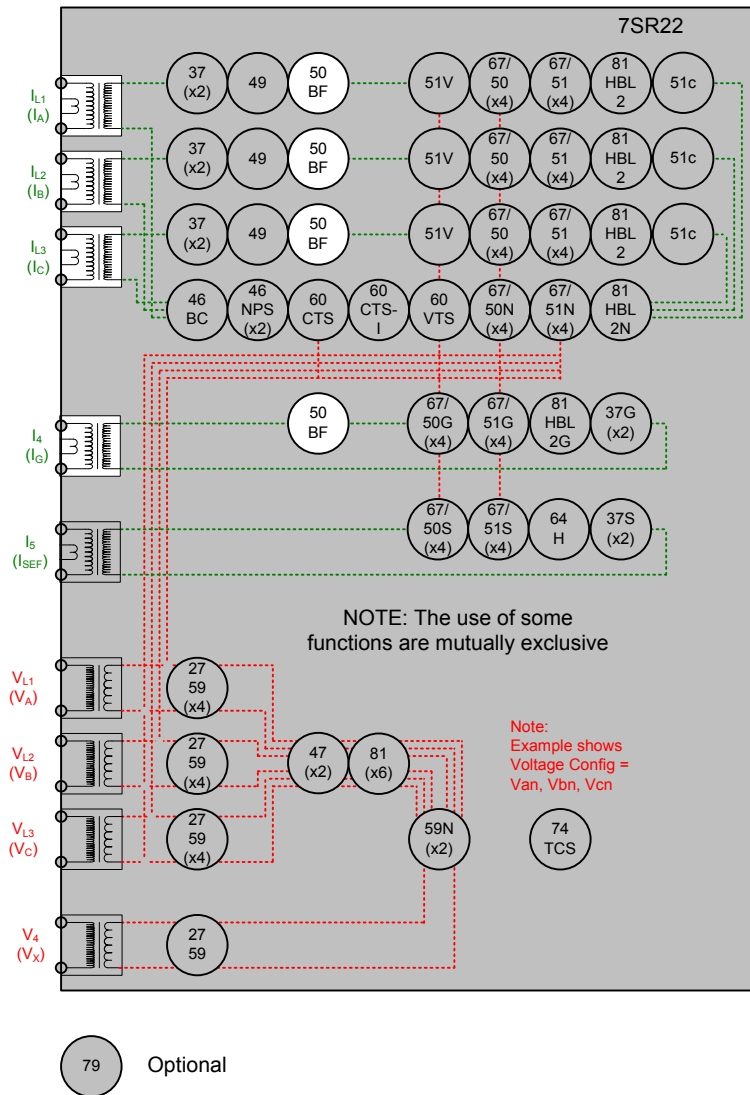 7SR22
IL1
(IA)
37
(x2)
49
50
BF
51V
67/
50
(x4)
67/
51
(x4)
81
HBL
2
51c
IL2
(IB)
37
(x2)
49
50
BF
51V
67/
50
(x4)
67/
51
(x4)
81
HBL
2
51c
IL3
(IC)
37
(x2)
49
50
BF
51V
67/
50
(x4)
67/
51
(x4)
81
HBL
2
51c
46
BC
46
NPS
(x2)
60
CTS
60
CTS-
I
60
VTS
67/
50N
(x4)
67/
51N
(x4)
81
HBL
2N
I4
(IG)
50
BF
67/
50G
(x4)
67/
51G
(x4)
81
HBL
2G
37G
(x2)
I5
(ISEF)
67/
50S
(x4)
67/
51S
(x4)
64
H
37S
(x2)
NOTE: The use of some
functions are mutually exclusive
VL1
(VA)
27
59
(x4)
VL2
(VB)
27
59
(x4)
47
(x2)
81
(x6)
Note:
Example shows
Voltage Config =
Van, Vbn, Vcn
VL3
(VC)
27
59
(x4)
59N
(x2)
74
TCS
V4
(VX)
27
59
79
Optional